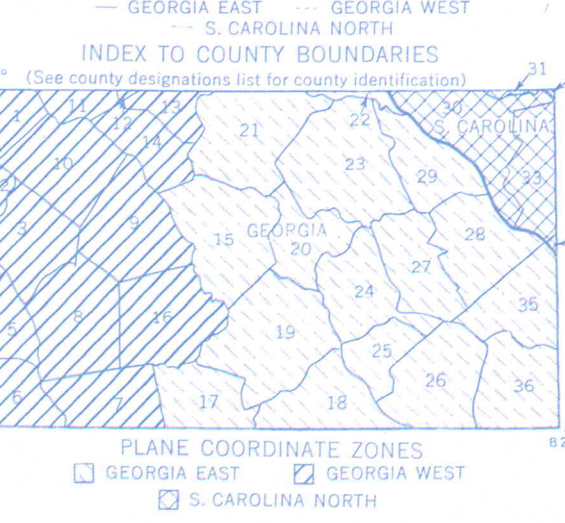 — GEORGIA EAST --- GEORGIA WEST
--- S. CAROLINA NORTH
INDEX TO COUNTY BOUNDARIES
° (See county designations list for county identification)
31
1 11 12 13 14 21 22 30
S. CAROLINA
10 23 29 33
2
3 9 15 GEORGIA 20 28
27
8 16 24 35
5 19
25
6 7 17 18 26 36
82
PLANE COORDINATE ZONES
GEORGIA EAST GEORGIA WEST
S. CAROLINA NORTH